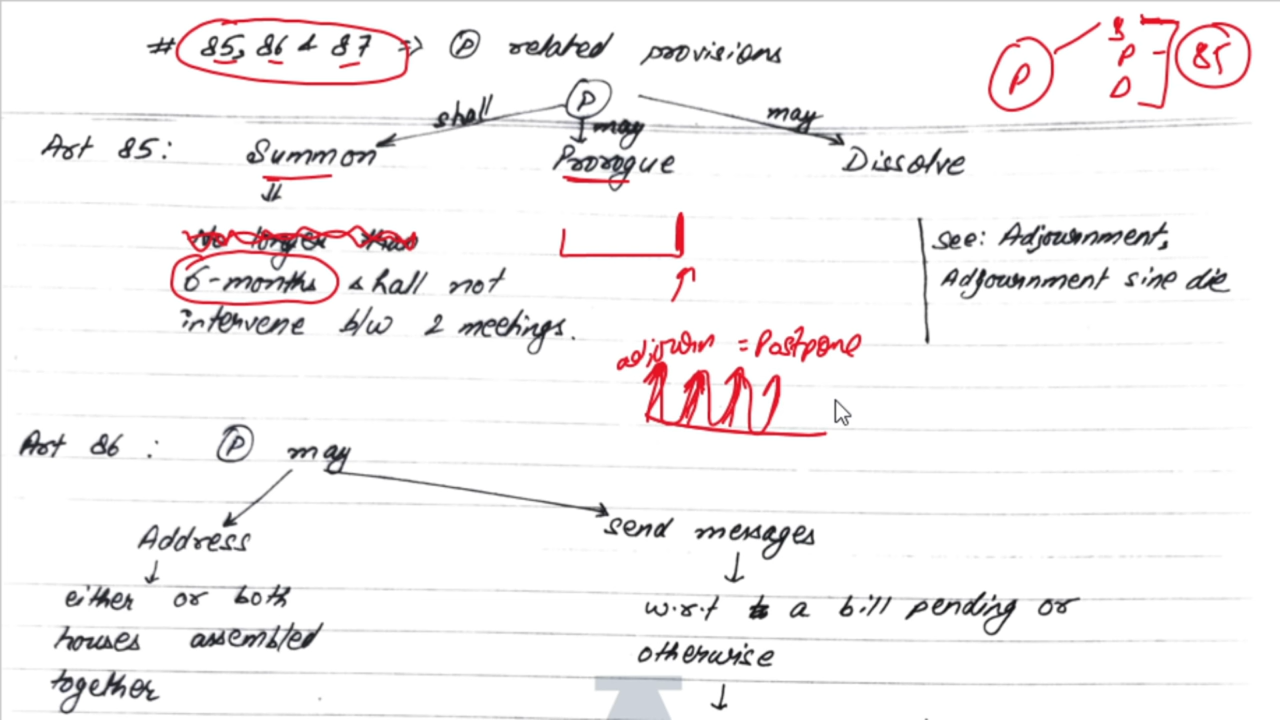 # 85, 86 & 87 => P related provisions
P S P D 85
P
shall may may
Art 85: Summon Prorogue Dissolve
No longer than
6-months shall not
intervene b/w 2 meetings.
see: Adjournment,
Adjournment sine die
adjourn = Postpone
Art 86 : P may
Address send messages
either or both
houses assembled
together
w.r.t a bill pending or
otherwise